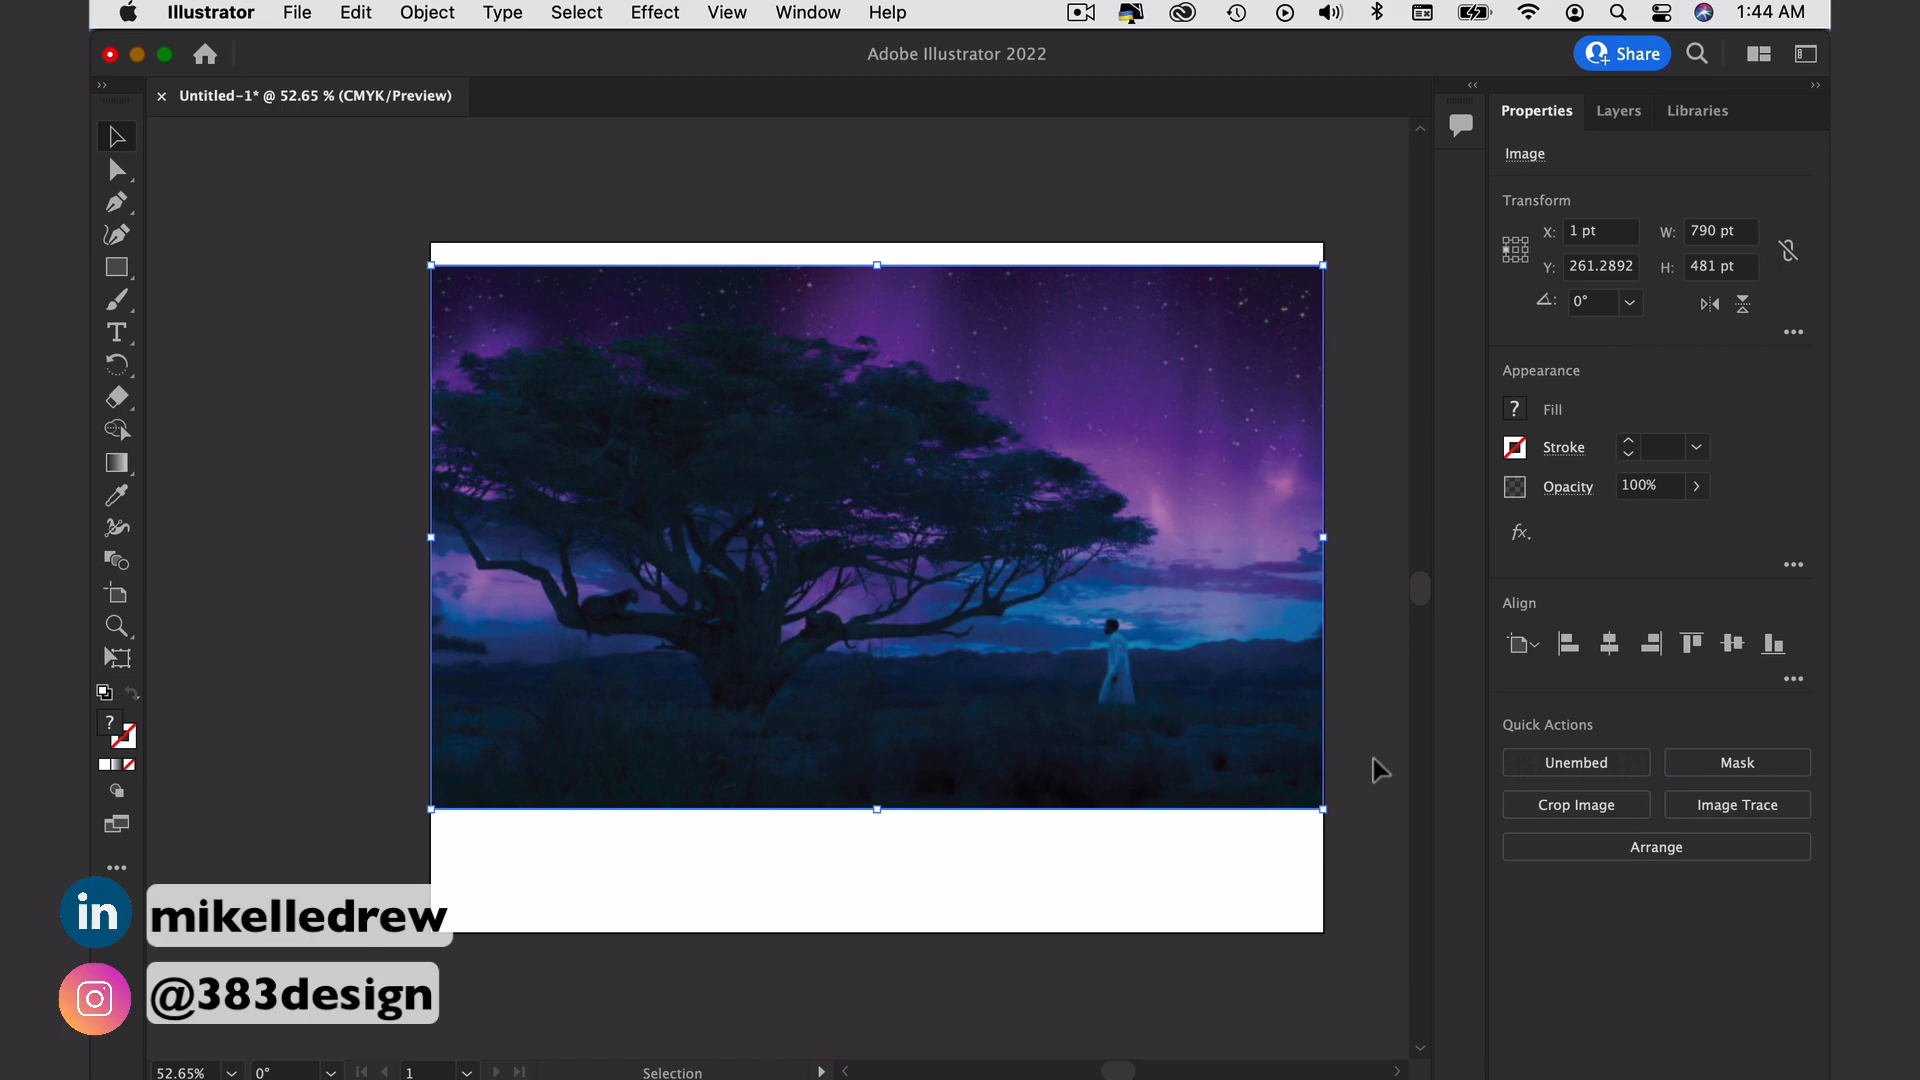 Illustrator File Edit Object Type Select Effect View Window Help 1:44 AM
Adobe Illustrator 2022
Share
Untitled-1* @ 52.65 % (CMYK/Preview)
Properties Layers Libraries
Image
Transform
X: 1 pt W: 790 pt
Y: 261.2892 H: 481 pt
0°
Appearance
? Fill
Stroke
Opacity 100%
fx.
Align
Quick Actions
Unembed Mask
Crop Image Image Trace
Arrange
T
?
in mikelledrew
@383design
52.65% 0° 1 Selection